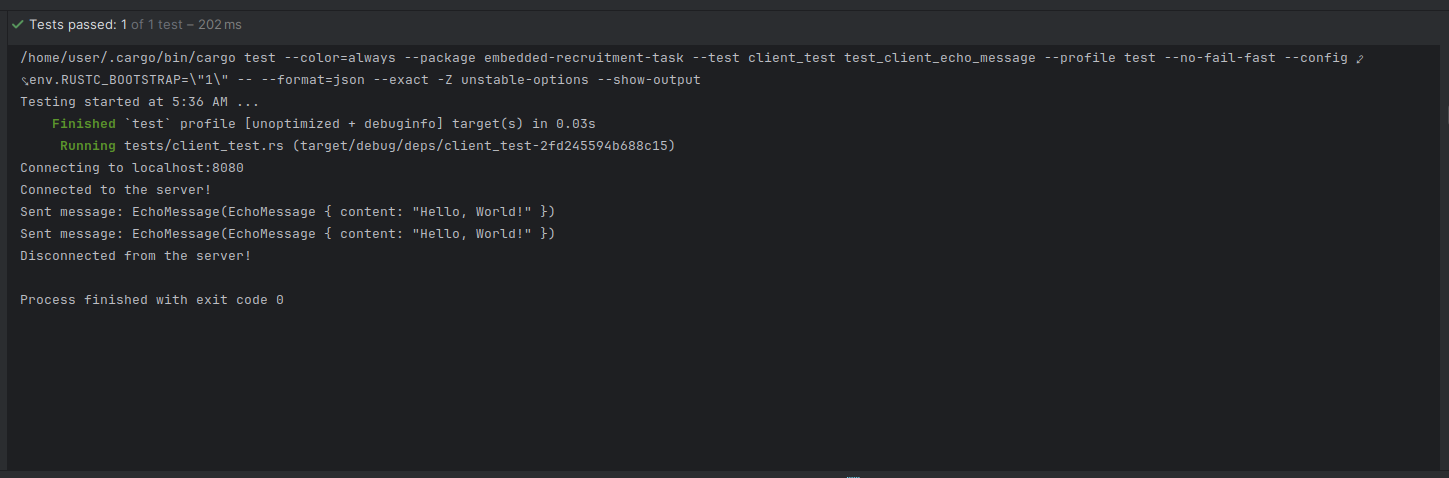 Tests passed: 1 of 1 test – 202 ms
/home/user/.cargo/bin/cargo test --color=always --package embedded-recruitment-task --test client_test test_client_echo_message --profile test --no-fail-fast --config
env.RUSTC_BOOTSTRAP=\"1\" -- --format=json --exact -Z unstable-options --show-output
Testing started at 5:36 AM ...
Finished `test` profile [unoptimized + debuginfo] target(s) in 0.03s
Running tests/client_test.rs (target/debug/deps/client_test-2fd245594b688c15)
Connecting to localhost:8080
Connected to the server!
Sent message: EchoMessage(EchoMessage { content: "Hello, World!" })
Sent message: EchoMessage(EchoMessage { content: "Hello, World!" })
Disconnected from the server!
Process finished with exit code 0